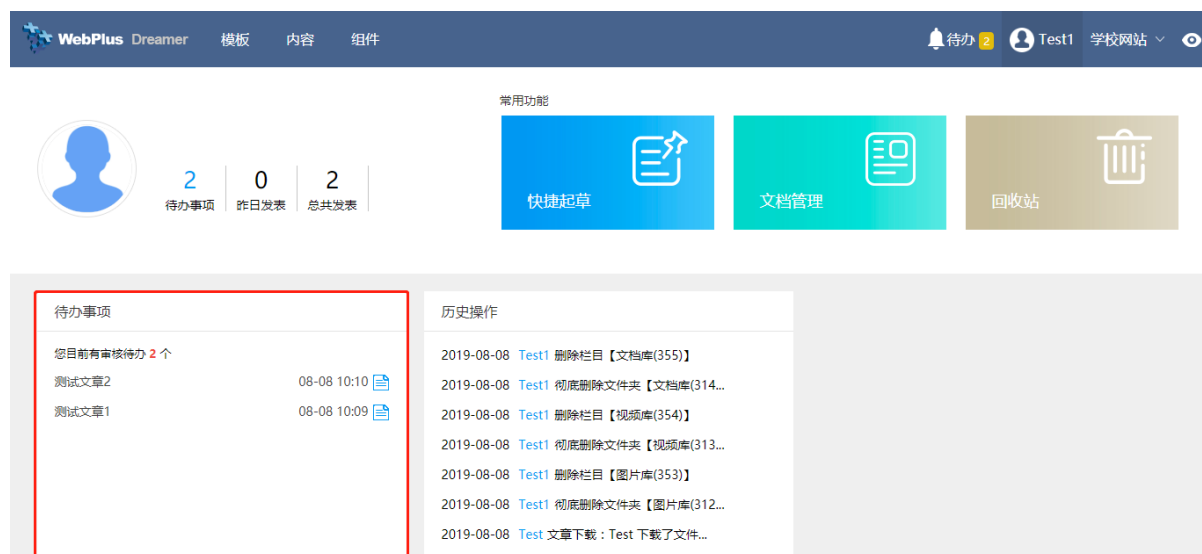 WebPlus Dreamer 模板 内容 组件 待办 2 Test1 学校网站
常用功能
2 0 2
待办事项 昨日发表 总共发表
快捷起草 文档管理 回收站
待办事项
您目前有审核待办 2 个
测试文章2 08-08 10:10
测试文章1 08-08 10:09
历史操作
2019-08-08 Test1 删除栏目【文档库(355)】
2019-08-08 Test1 彻底删除文件夹【文档库(314...
2019-08-08 Test1 删除栏目【视频库(354)】
2019-08-08 Test1 彻底删除文件夹【视频库(313...
2019-08-08 Test1 删除栏目【图片库(353)】
2019-08-08 Test1 彻底删除文件夹【图片库(312...
2019-08-08 Test 文章下载：Test 下载了文件...